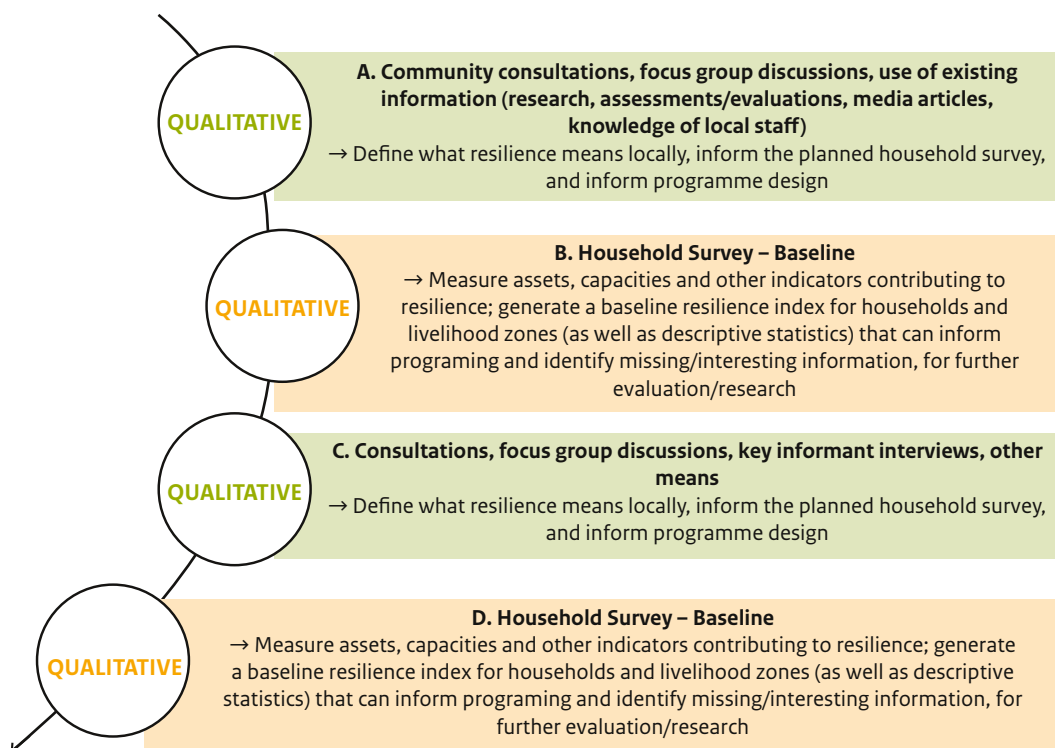 QUALITATIVE
A. Community consultations, focus group discussions, use of existing
information (research, assessments/evaluations, media articles,
knowledge of local staff)
→ Define what resilience means locally, inform the planned household survey,
and inform programme design
QUALITATIVE
B. Household Survey – Baseline
→ Measure assets, capacities and other indicators contributing to
resilience; generate a baseline resilience index for households and
livelihood zones (as well as descriptive statistics) that can inform
programing and identify missing/interesting information, for further
evaluation/research
QUALITATIVE
C. Consultations, focus group discussions, key informant interviews, other
means
→ Define what resilience means locally, inform the planned household survey,
and inform programme design
QUALITATIVE
D. Household Survey – Baseline
→ Measure assets, capacities and other indicators contributing to resilience; generate
a baseline resilience index for households and livelihood zones (as well as descriptive
statistics) that can inform programing and identify missing/interesting information, for
further evaluation/research